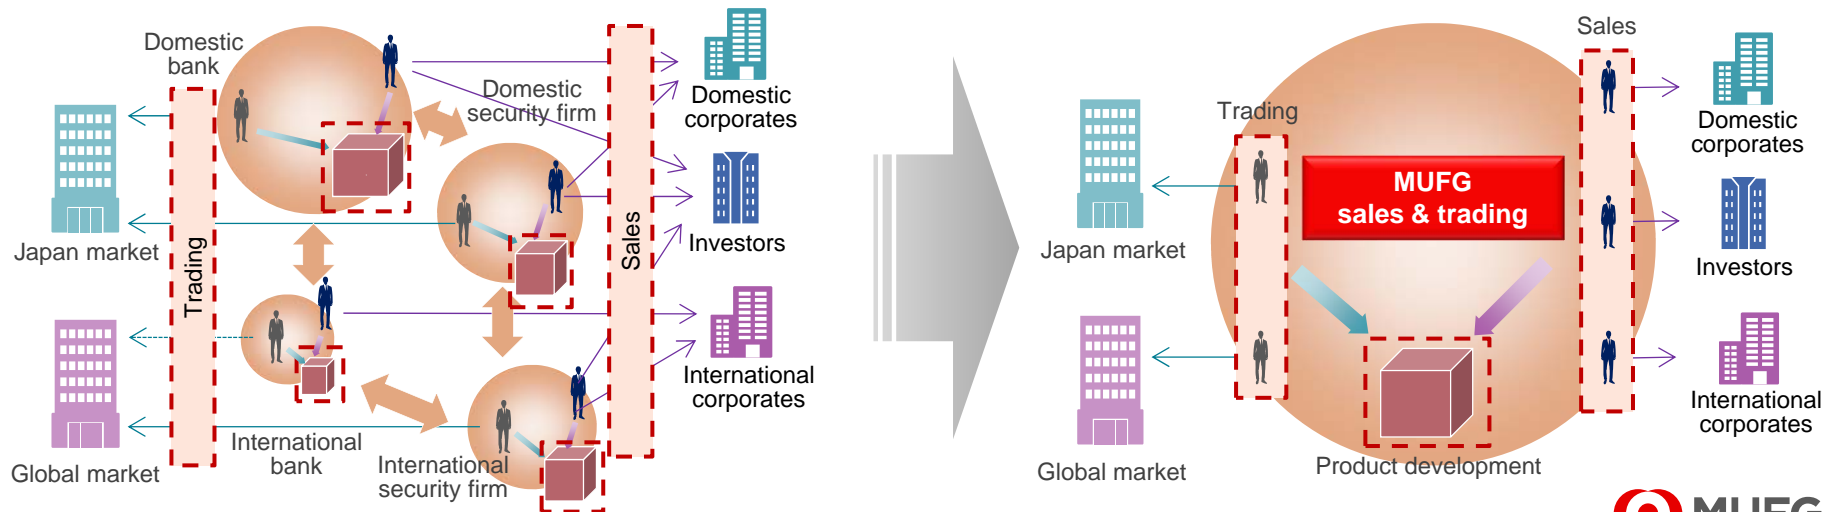 Domestic
bank
Domestic
security firm
Domestic
corporates
Japan market
Trading
Sales
Investors
International
corporates
Global market
International
bank
International
security firm
Sales
Trading
Domestic
corporates
MUFG
sales & trading
Japan market
Investors
International
corporates
Global market
Product development
MUFG